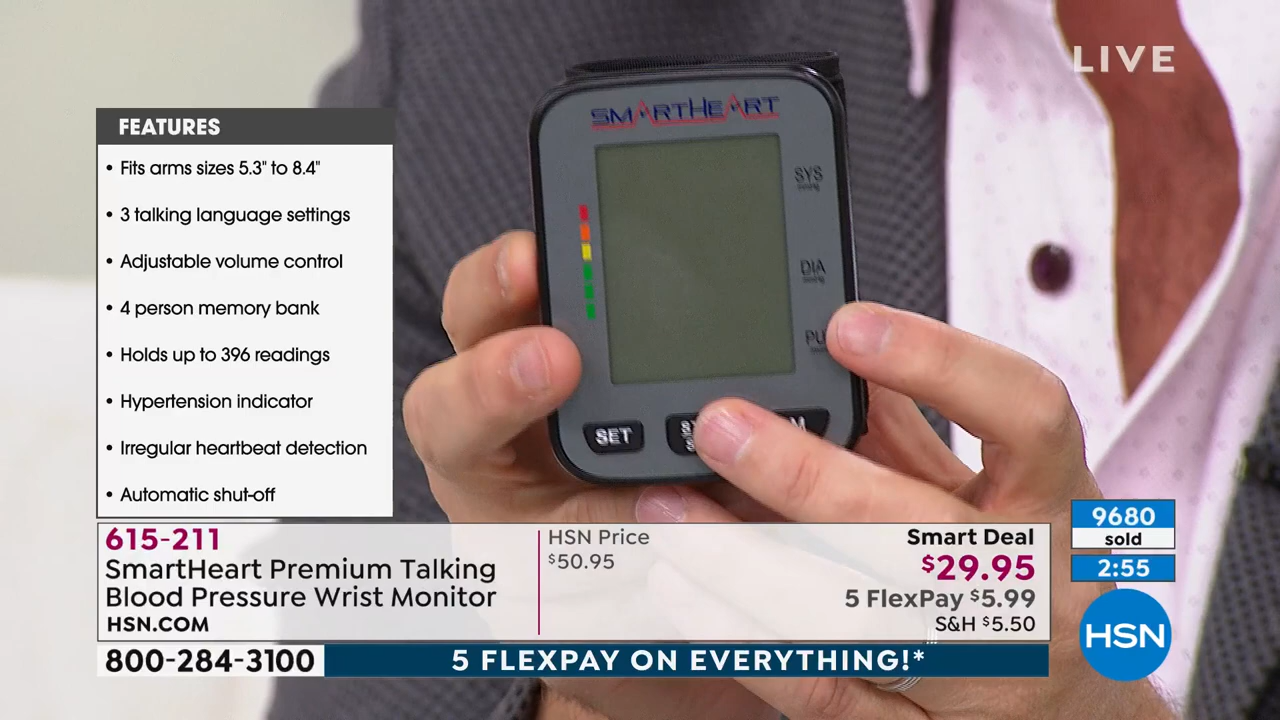 LIVE
FEATURES
• Fits arms sizes 5.3" to 8.4"
• 3 talking language settings
• Adjustable volume control
• 4 person memory bank
• Holds up to 396 readings
• Hypertension indicator
• Irregular heartbeat detection
• Automatic shut-off
SMARTHEART
SYS
DIA
SET
615-211
SmartHeart Premium Talking
Blood Pressure Wrist Monitor
HSN.COM
HSN Price
$50.95
Smart Deal
$29.95
5 FlexPay $5.99
S&H $5.50
9680
sold
2:55
HSN
800-284-3100
5 FLEXPAY ON EVERYTHING!*